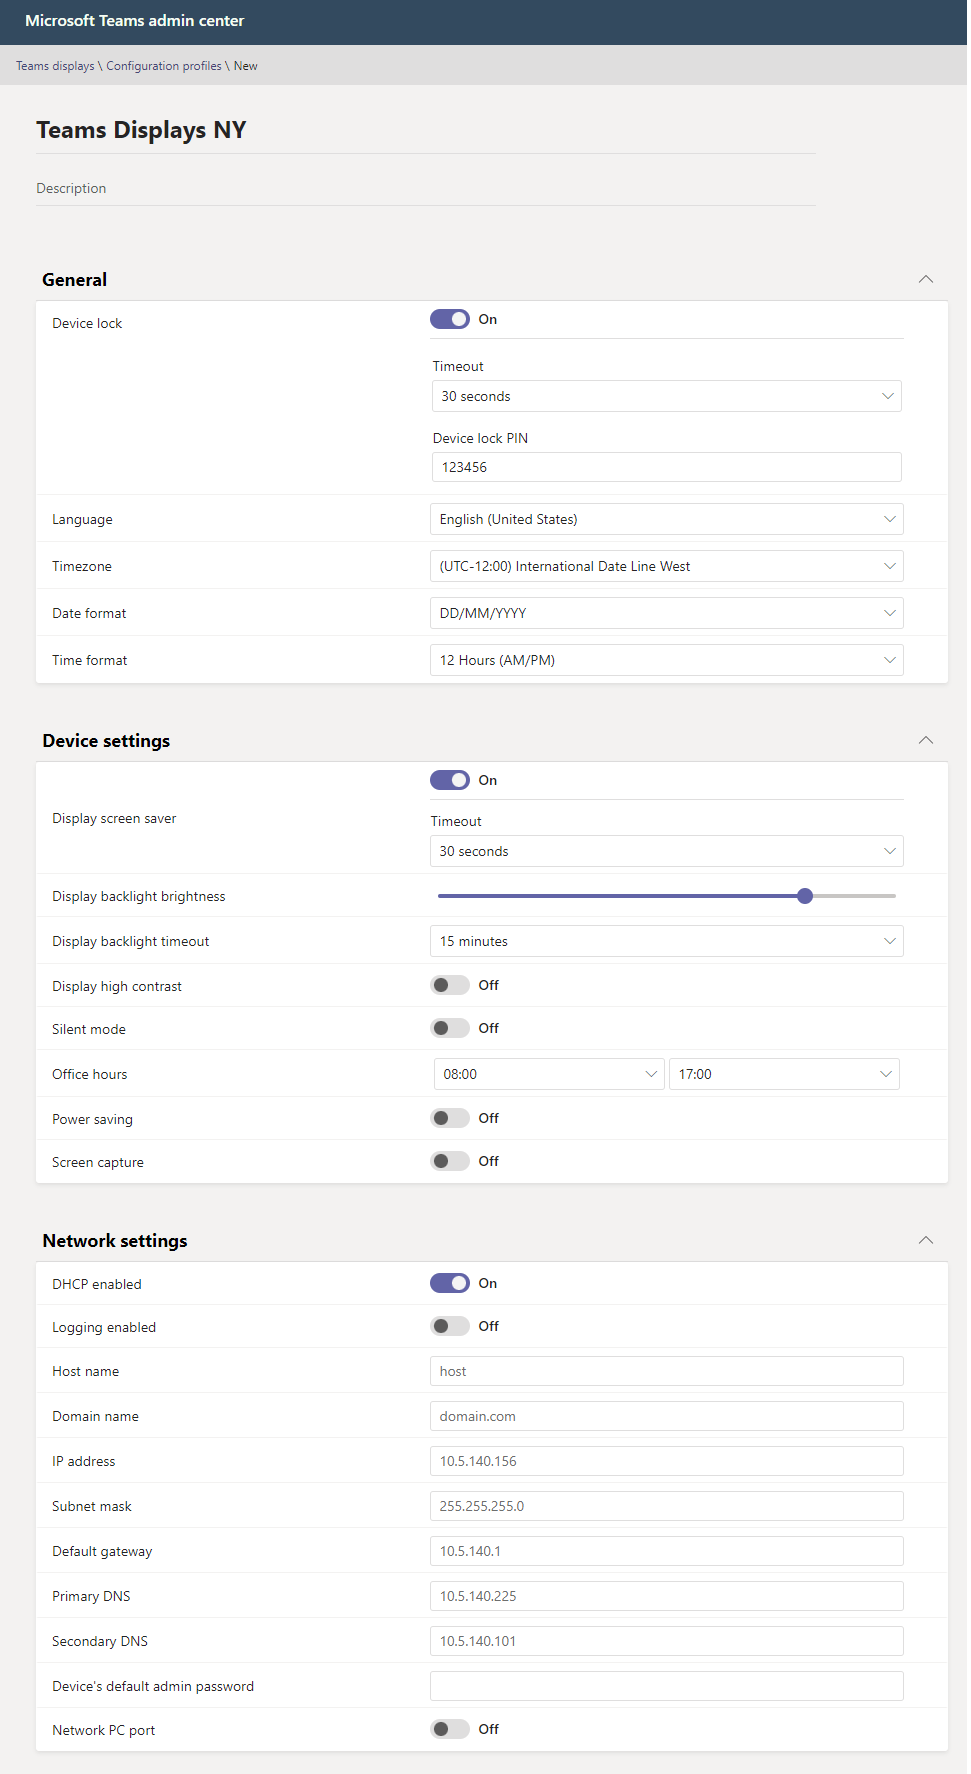 Microsoft Teams admin center
Teams displays \ Configuration profiles \ New
Teams Displays NY
Description
General
Device lock
On
Timeout
30 seconds
Device lock PIN
123456
Language
English (United States)
Timezone
(UTC-12:00) International Date Line West
Date format
DD/MM/YYYY
Time format
12 Hours (AM/PM)
Device settings
Display screen saver
On
Timeout
30 seconds
Display backlight brightness
Display backlight timeout
15 minutes
Display high contrast
Off
Silent mode
Off
Office hours
08:00
17:00
Power saving
Off
Screen capture
Off
Network settings
DHCP enabled
On
Logging enabled
Off
Host name
host
Domain name
domain.com
IP address
10.5.140.156
Subnet mask
255.255.255.0
Default gateway
10.5.140.1
Primary DNS
10.5.140.225
Secondary DNS
10.5.140.101
Device's default admin password
Network PC port
Off